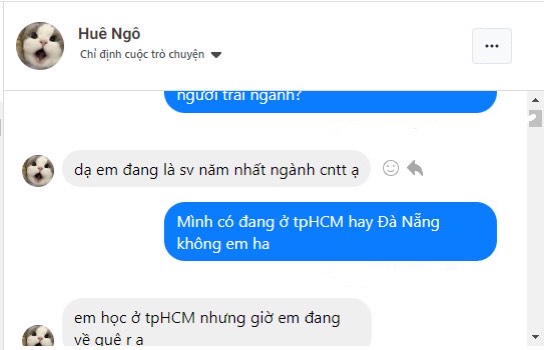 Huê Ngô
Chỉ định cuộc trò chuyện
người trái ngành?
dạ em đang là sv năm nhất ngành cntt ạ
Mình có đang ở tpHCM hay Đà Nẵng
không em ha
em học ở tpHCM nhưng giờ em đang
về quê r ạ